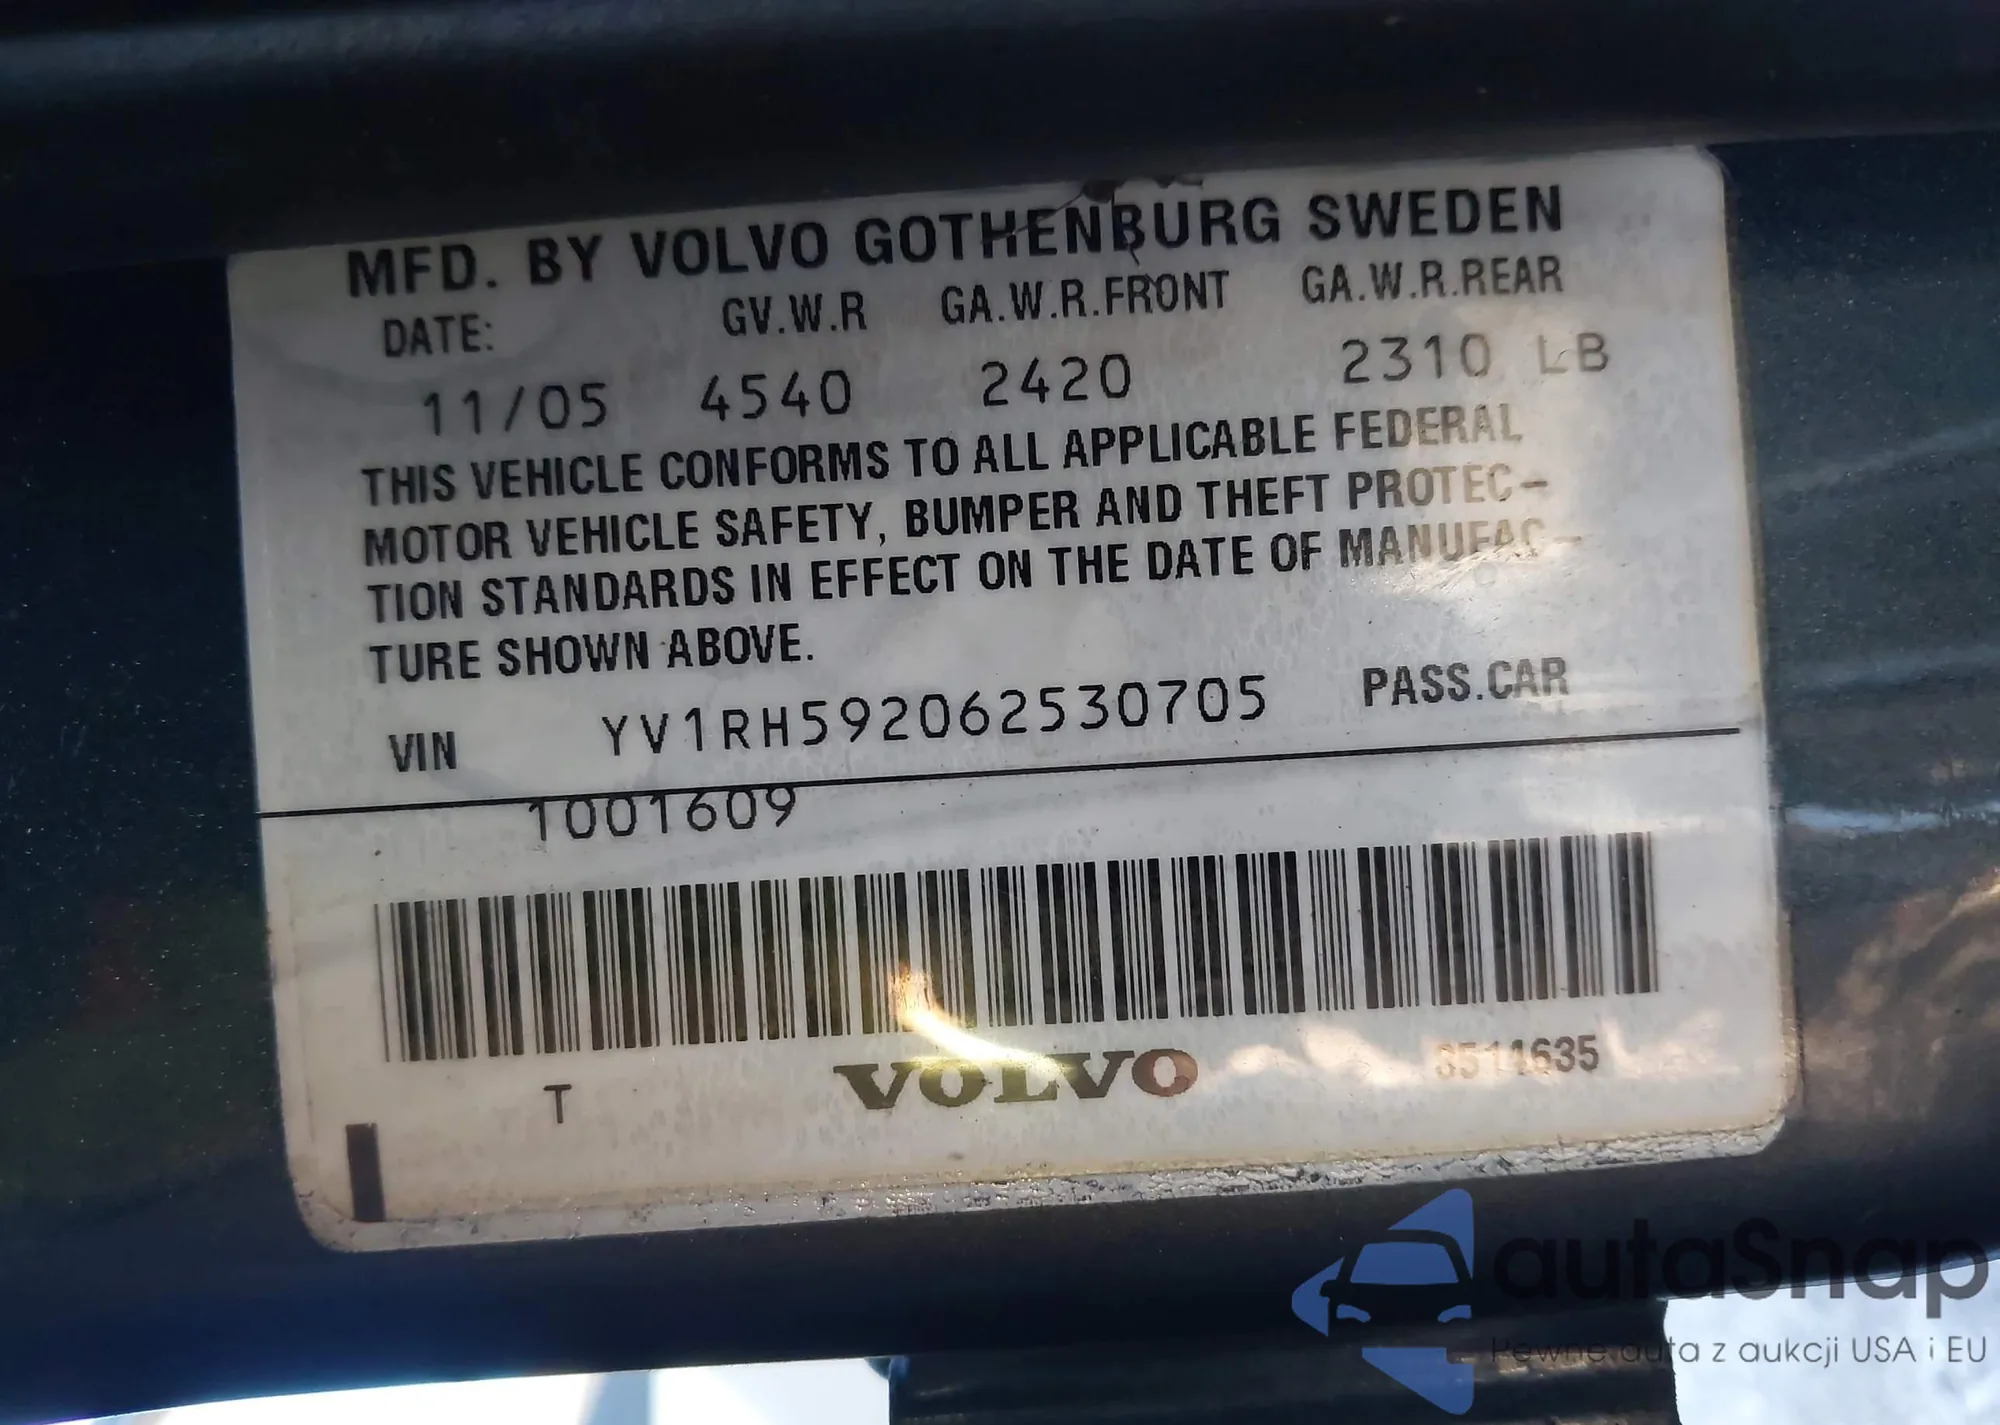 MFD. BY VOLVO GOTHENBURG SWEDEN
DATE: GV.W.R GA.W.R.FRONT GA.W.R.REAR
11/05 4540 2420 2310 LB
THIS VEHICLE CONFORMS TO ALL APPLICABLE FEDERAL
MOTOR VEHICLE SAFETY, BUMPER AND THEFT PROTEC-
TION STANDARDS IN EFFECT ON THE DATE OF MANUFAC-
TURE SHOWN ABOVE.
VIN YV1RH592062530705 PASS.CAR
1001609
T VOLVO
autaSnap
Pewne auta z aukcji USA i EU